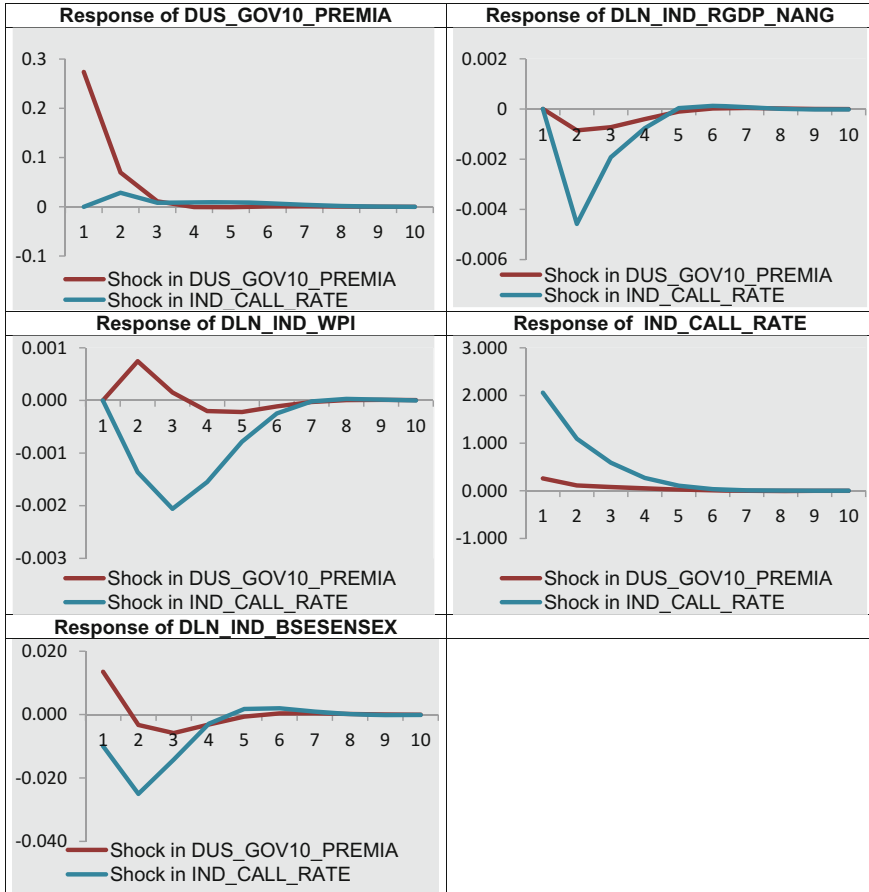 Response of DUS_GOV10_PREMIA
0.3
0.2
0.1
0
-0.1
1 2 3 4 5 6 7 8 9 10
Shock in DUS_GOV10_PREMIA
Shock in IND_CALL_RATE
Response of DLN_IND_RGDP_NANG
0.002
0
-0.002
-0.004
-0.006
1 2 3 4 5 6 7 8 9 10
Shock in DUS_GOV10_PREMIA
Shock in IND_CALL_RATE
Response of DLN_IND_WPI
0.001
0.000
-0.001
-0.002
-0.003
1 2 3 4 5 6 7 8 9 10
Shock in DUS_GOV10_PREMIA
Shock in IND_CALL_RATE
Response of IND_CALL_RATE
3.000
2.000
1.000
0.000
-1.000
1 2 3 4 5 6 7 8 9 10
Shock in DUS_GOV10_PREMIA
Shock in IND_CALL_RATE
Response of DLN_IND_BSESENSEX
0.020
0.000
-0.020
-0.040
1 2 3 4 5 6 7 8 9 10
Shock in DUS_GOV10_PREMIA
Shock in IND_CALL_RATE